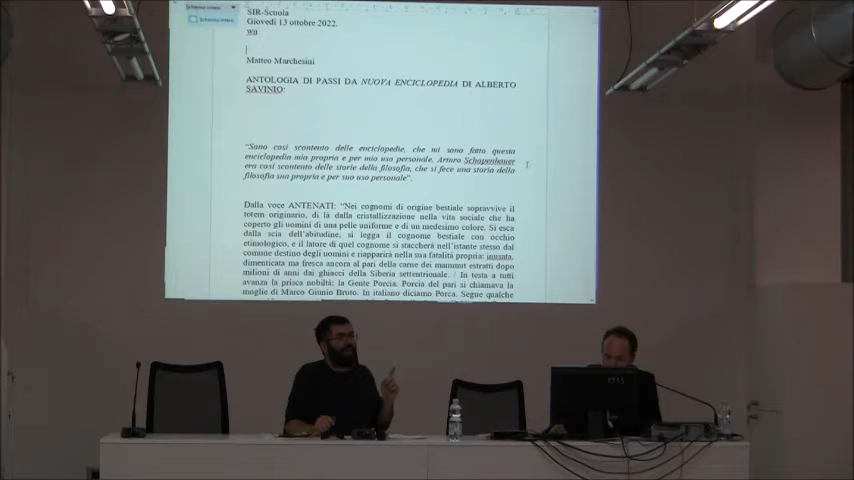 Schermo intero
Schermo intero
SIR-Scuola
Giovedì 13 ottobre 2022.
Matteo Marchesini
ANTOLOGIA DI PASSI DA NUOVA ENCICLOPEDIA DI ALBERTO
SAVINIO:
“Sono così scontento delle enciclopedie, che mi sono fatto questa
enciclopedia mia propria e per mio uso personale. Arturo Schopenhauer
era così scontento delle storie della filosofia, che si fece una storia della
filosofia sua propria e per suo uso personale”.
Dalla voce ANTENATI: “Nei cognomi di origine bestiale sopravvive il
totem originario, di là dalla cristallizzazione nella vita sociale che ha
coperto gli uomini di una pelle uniforme e di un medesimo colore. Si esca
dalla scia dell’abitudine, si legga il cognome bestiale con occhio
etimologico, e il latore di quel cognome si staccherà nell’istante stesso dal
comune destino degli uomini e riapparirà nella sua fatalità propria: inusata,
dimenticata ma fresca ancora al pari della carne dei mammut estratti dopo
milioni di anni dai ghiacci della Siberia settentrionale. / In testa a tutti
avanza la prisca nobiltà: la Gente Porcia. Porcia del pari si chiamava la
moglie di Marco Giunio Bruto. In italiano diciamo Porca. Segue qualche